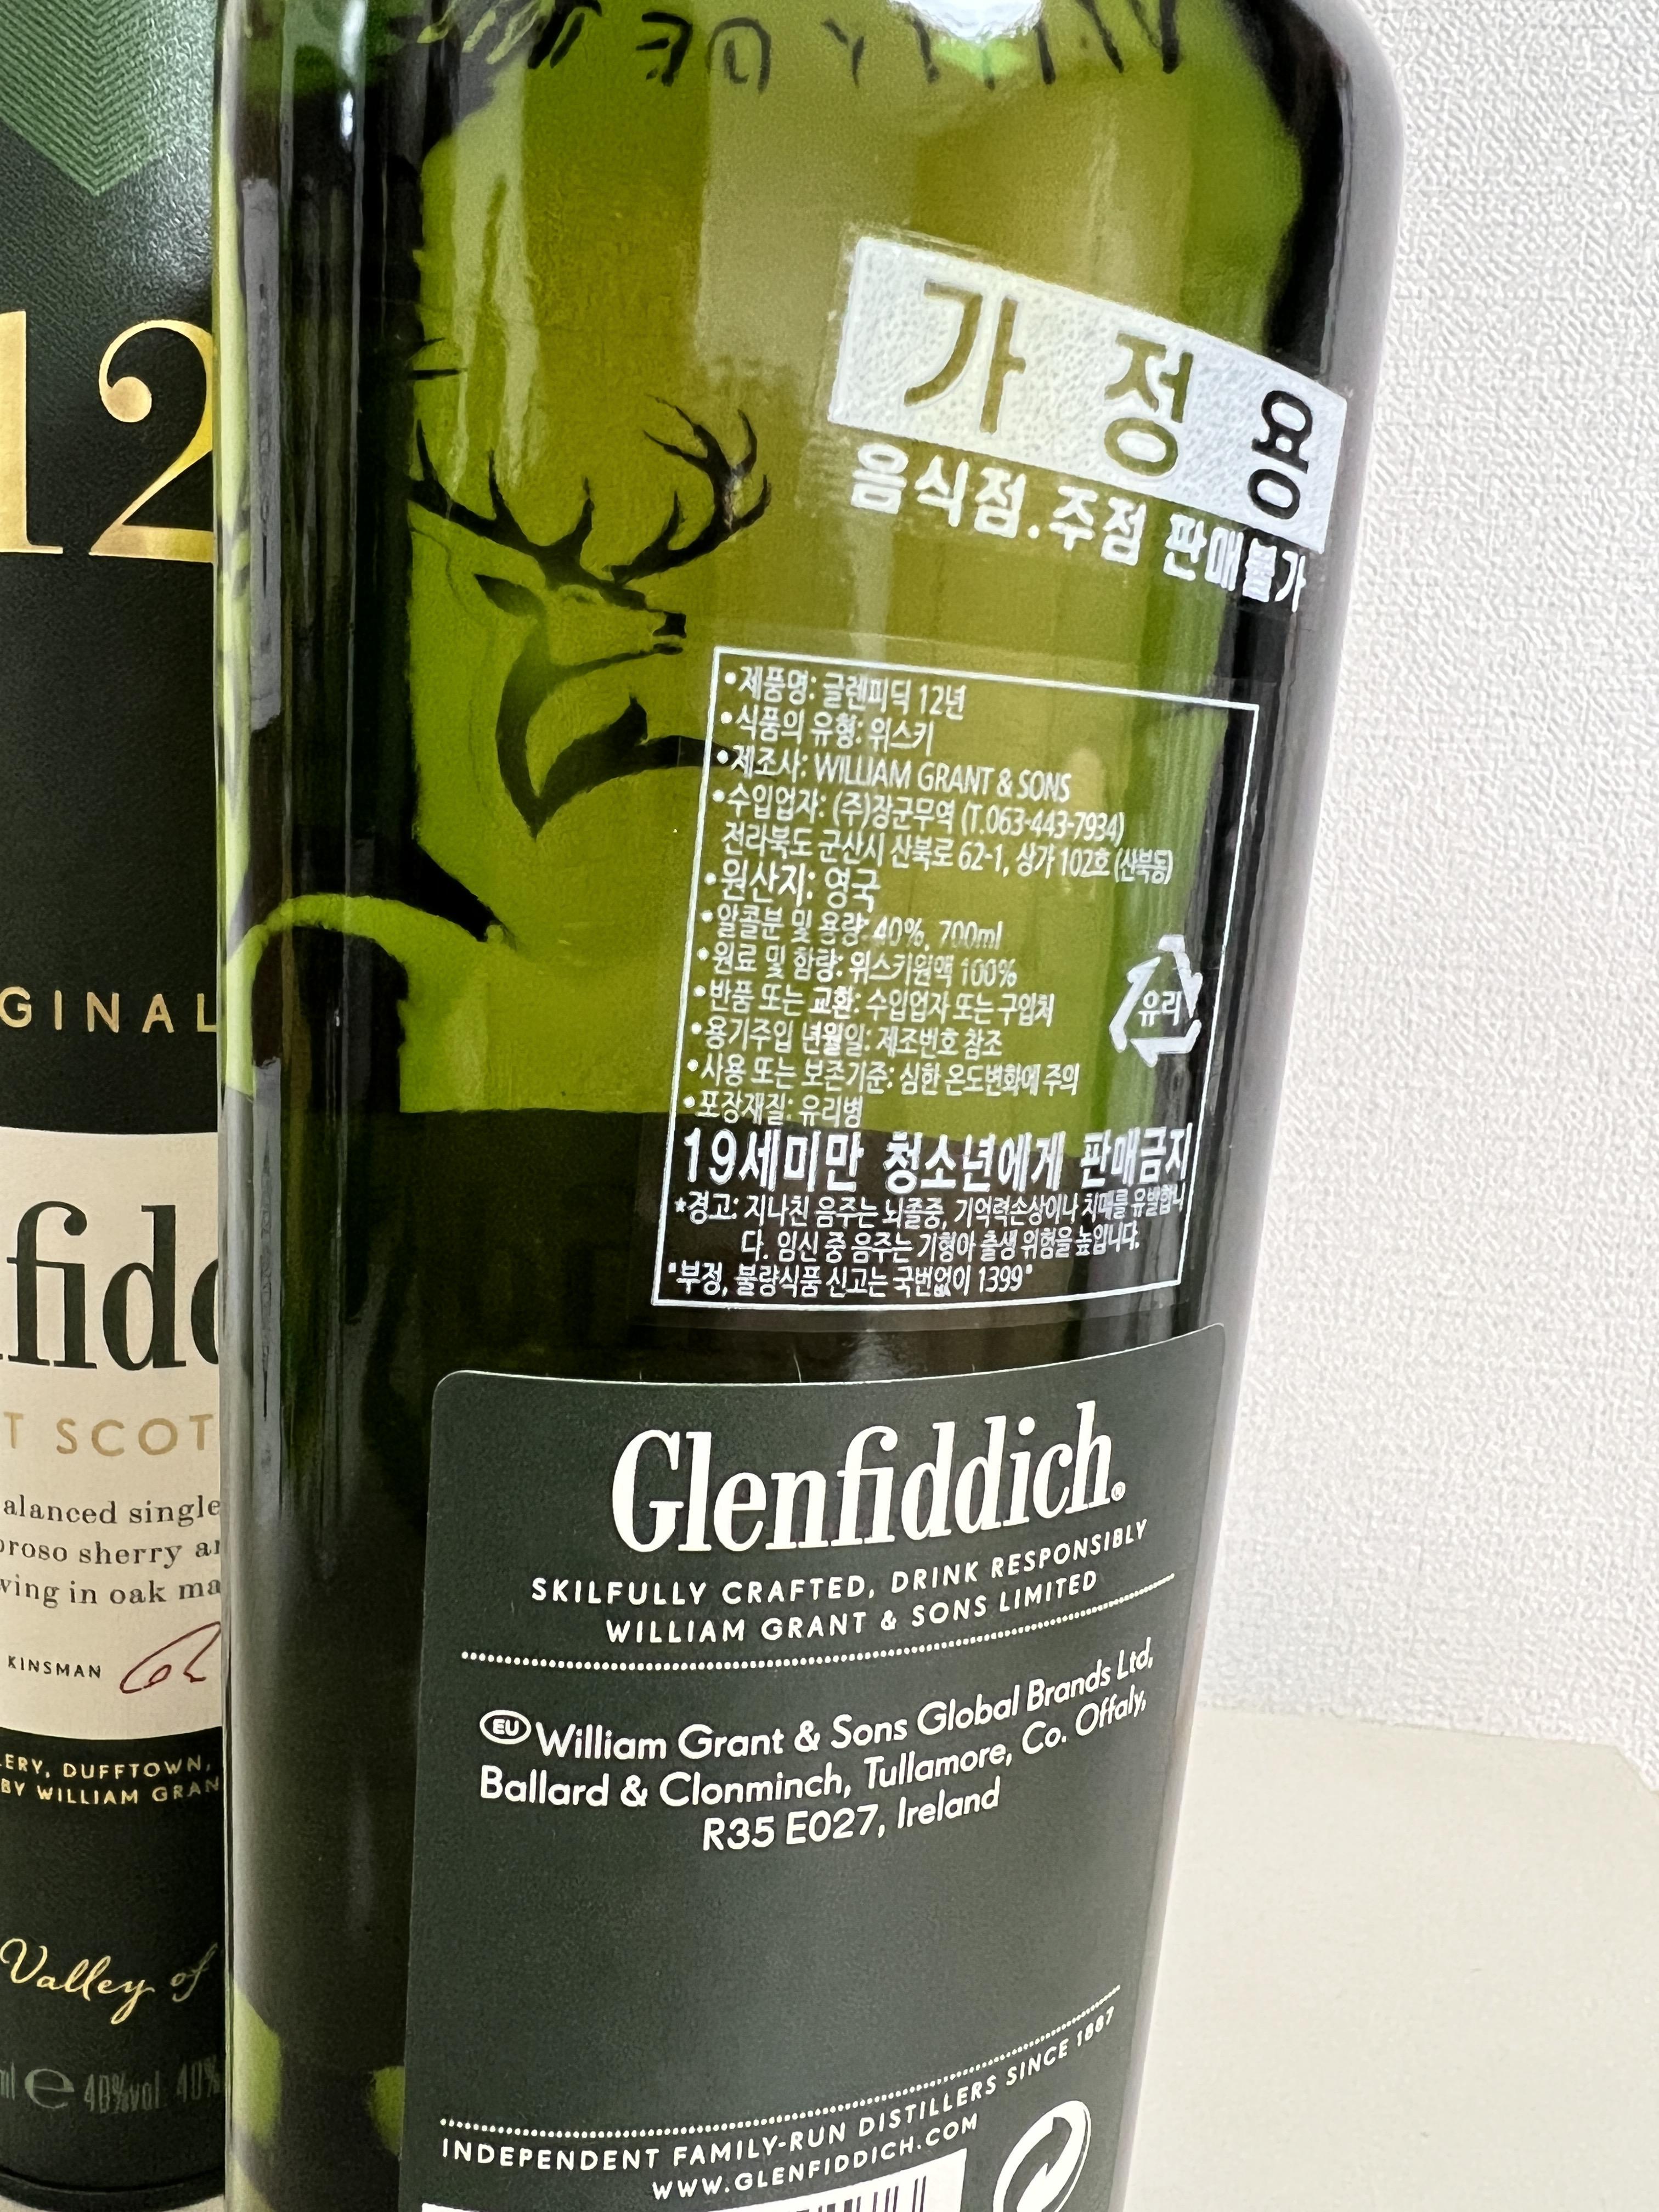 12
GINAL
fidd
T SCOT
alanced single
oroso sherry
ving in oak ma
KINSMAN
ERY, DUFFTOWN,
BY WILLIAM GRAN
Valley of
ml e 40%vol 40%
가정용
음식점.주점 판매불가
•제품명: 글렌피딕 12년
•식품의 유형: 위스키
•제조사: WILLIAM GRANT & SONS
•수입업자: (주)장군무역 (T.063-443-7934)
전라북도 군산시 산북로 62-1, 상가 102호 (산북동)
•원산지: 영국
•알콜분 및 용량: 40%, 700ml
•원료 및 함량: 위스키원액 100%
•반품 또는 교환: 수입업자 또는 구입처
•용기주입 년월일: 제조번호 참조
•사용 또는 보존기준: 심한 온도변화에 주의
•포장재질: 유리병
유리
19세미만 청소년에게 판매금지
*경고: 지나친 음주는 뇌졸중, 기억력손상이나 치매를 유발합니
다. 임신 중 음주는 기형아 출생 위험을 높입니다.
"부정, 불량식품 신고는 국번없이 1399"
Glenfiddich®
SKILFULLY CRAFTED, DRINK RESPONSIBLY
WILLIAM GRANT & SONS LIMITED
EU William Grant & Sons Global Brands Ltd,
Ballard & Clonminch, Tullamore, Co. Offaly,
R35 E027, Ireland
INDEPENDENT FAMILY-RUN DISTILLERS SINCE 1887
WWW.GLENFIDDICH.COM